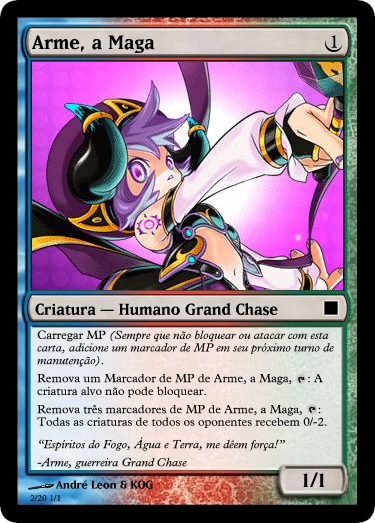 Arme, a Maga
1
Criatura — Humano Grand Chase
Carregar MP (Sempre que não bloquear ou atacar com esta
carta, adicione um marcador de MP em seu próximo turno de
manutenção).
Remova um Marcador de MP de Arme, a Maga, : A
criatura alvo não pode bloquear.
Remova três marcadores de MP de Arme, a Maga, :
Todas as criaturas de todos os oponentes recebem 0/-2.
“Espíritos do Fogo, Água e Terra, me dêem força!”
-Arme, guerreira Grand Chase
1/1
André Leon & KOG
2/20 1/1